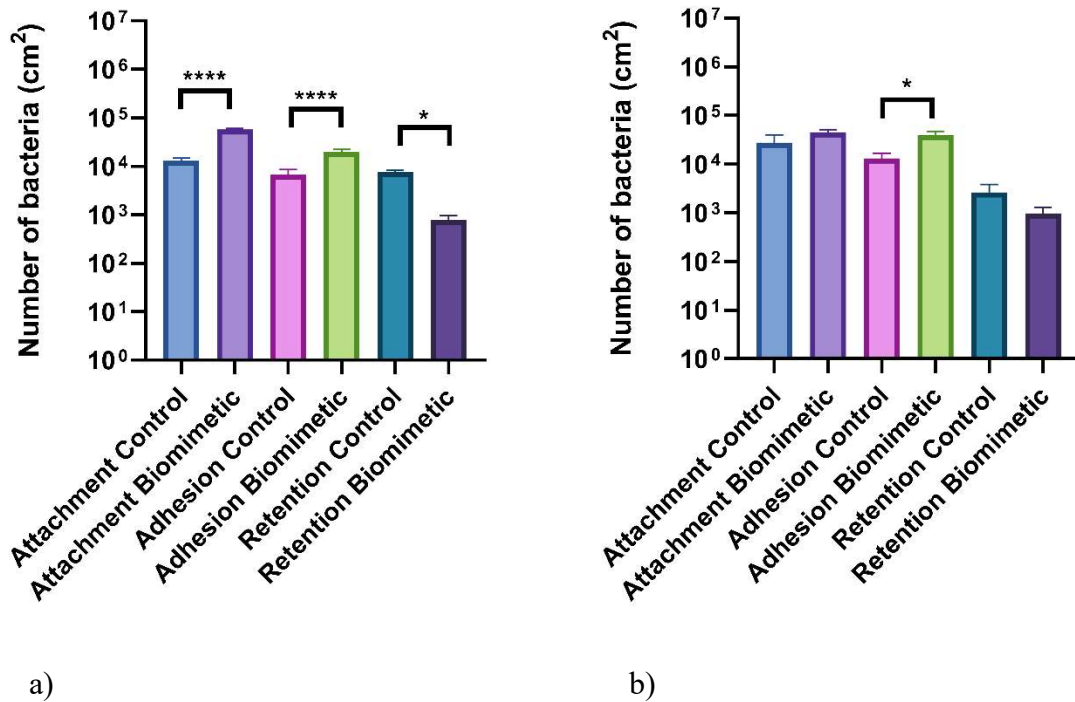 Number of bacteria (cm²)
10⁷
10⁶
10⁵
10⁴
10³
10²
10¹
10⁰
****
****
*
Attachment Control
Attachment Biomimetic
Adhesion Control
Adhesion Biomimetic
Retention Control
Retention Biomimetic
a)
Number of bacteria (cm²)
10⁷
10⁶
10⁵
10⁴
10³
10²
10¹
10⁰
*
Attachment Control
Attachment Biomimetic
Adhesion Control
Adhesion Biomimetic
Retention Control
Retention Biomimetic
b)